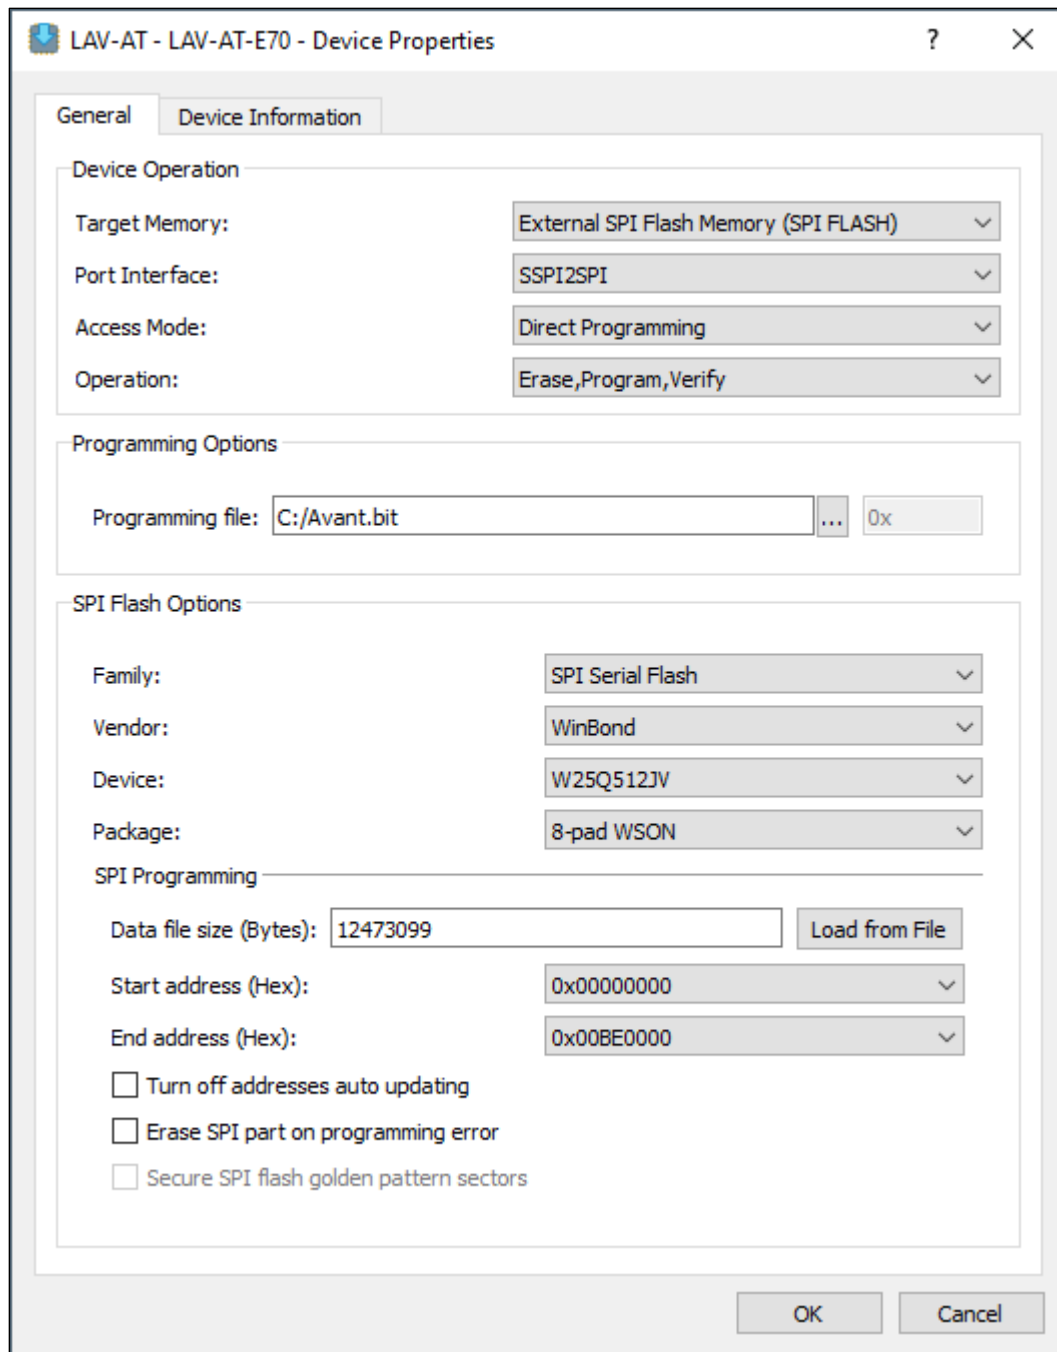 LAV-AT - LAV-AT-E70 - Device Properties ?
General Device Information
Device Operation
Target Memory: External SPI Flash Memory (SPI FLASH)
Port Interface: SSPI2SPI
Access Mode: Direct Programming
Operation: Erase,Program,Verify
Programming Options
Programming file: C:/Avant.bit ... 0x
SPI Flash Options
Family: SPI Serial Flash
Vendor: WinBond
Device: W25Q512JV
Package: 8-pad WSON
SPI Programming
Data file size (Bytes): 12473099 Load from File
Start address (Hex): 0x00000000
End address (Hex): 0x00BE0000
Turn off addresses auto updating
Erase SPI part on programming error
Secure SPI flash golden pattern sectors
OK Cancel